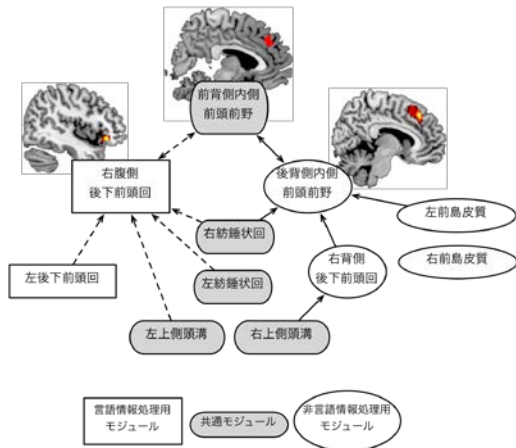 前背側内側
前頭前野
右腹側
後下前頭回
後背側内側
前頭前野
左前島皮質
右紡錘状回
左後下前頭回
左紡錘状回
右背側
後下前頭回
右前島皮質
左上側頭溝
右上側頭溝
言語情報処理用
モジュール
共通モジュール
非言語情報処理用
モジュール